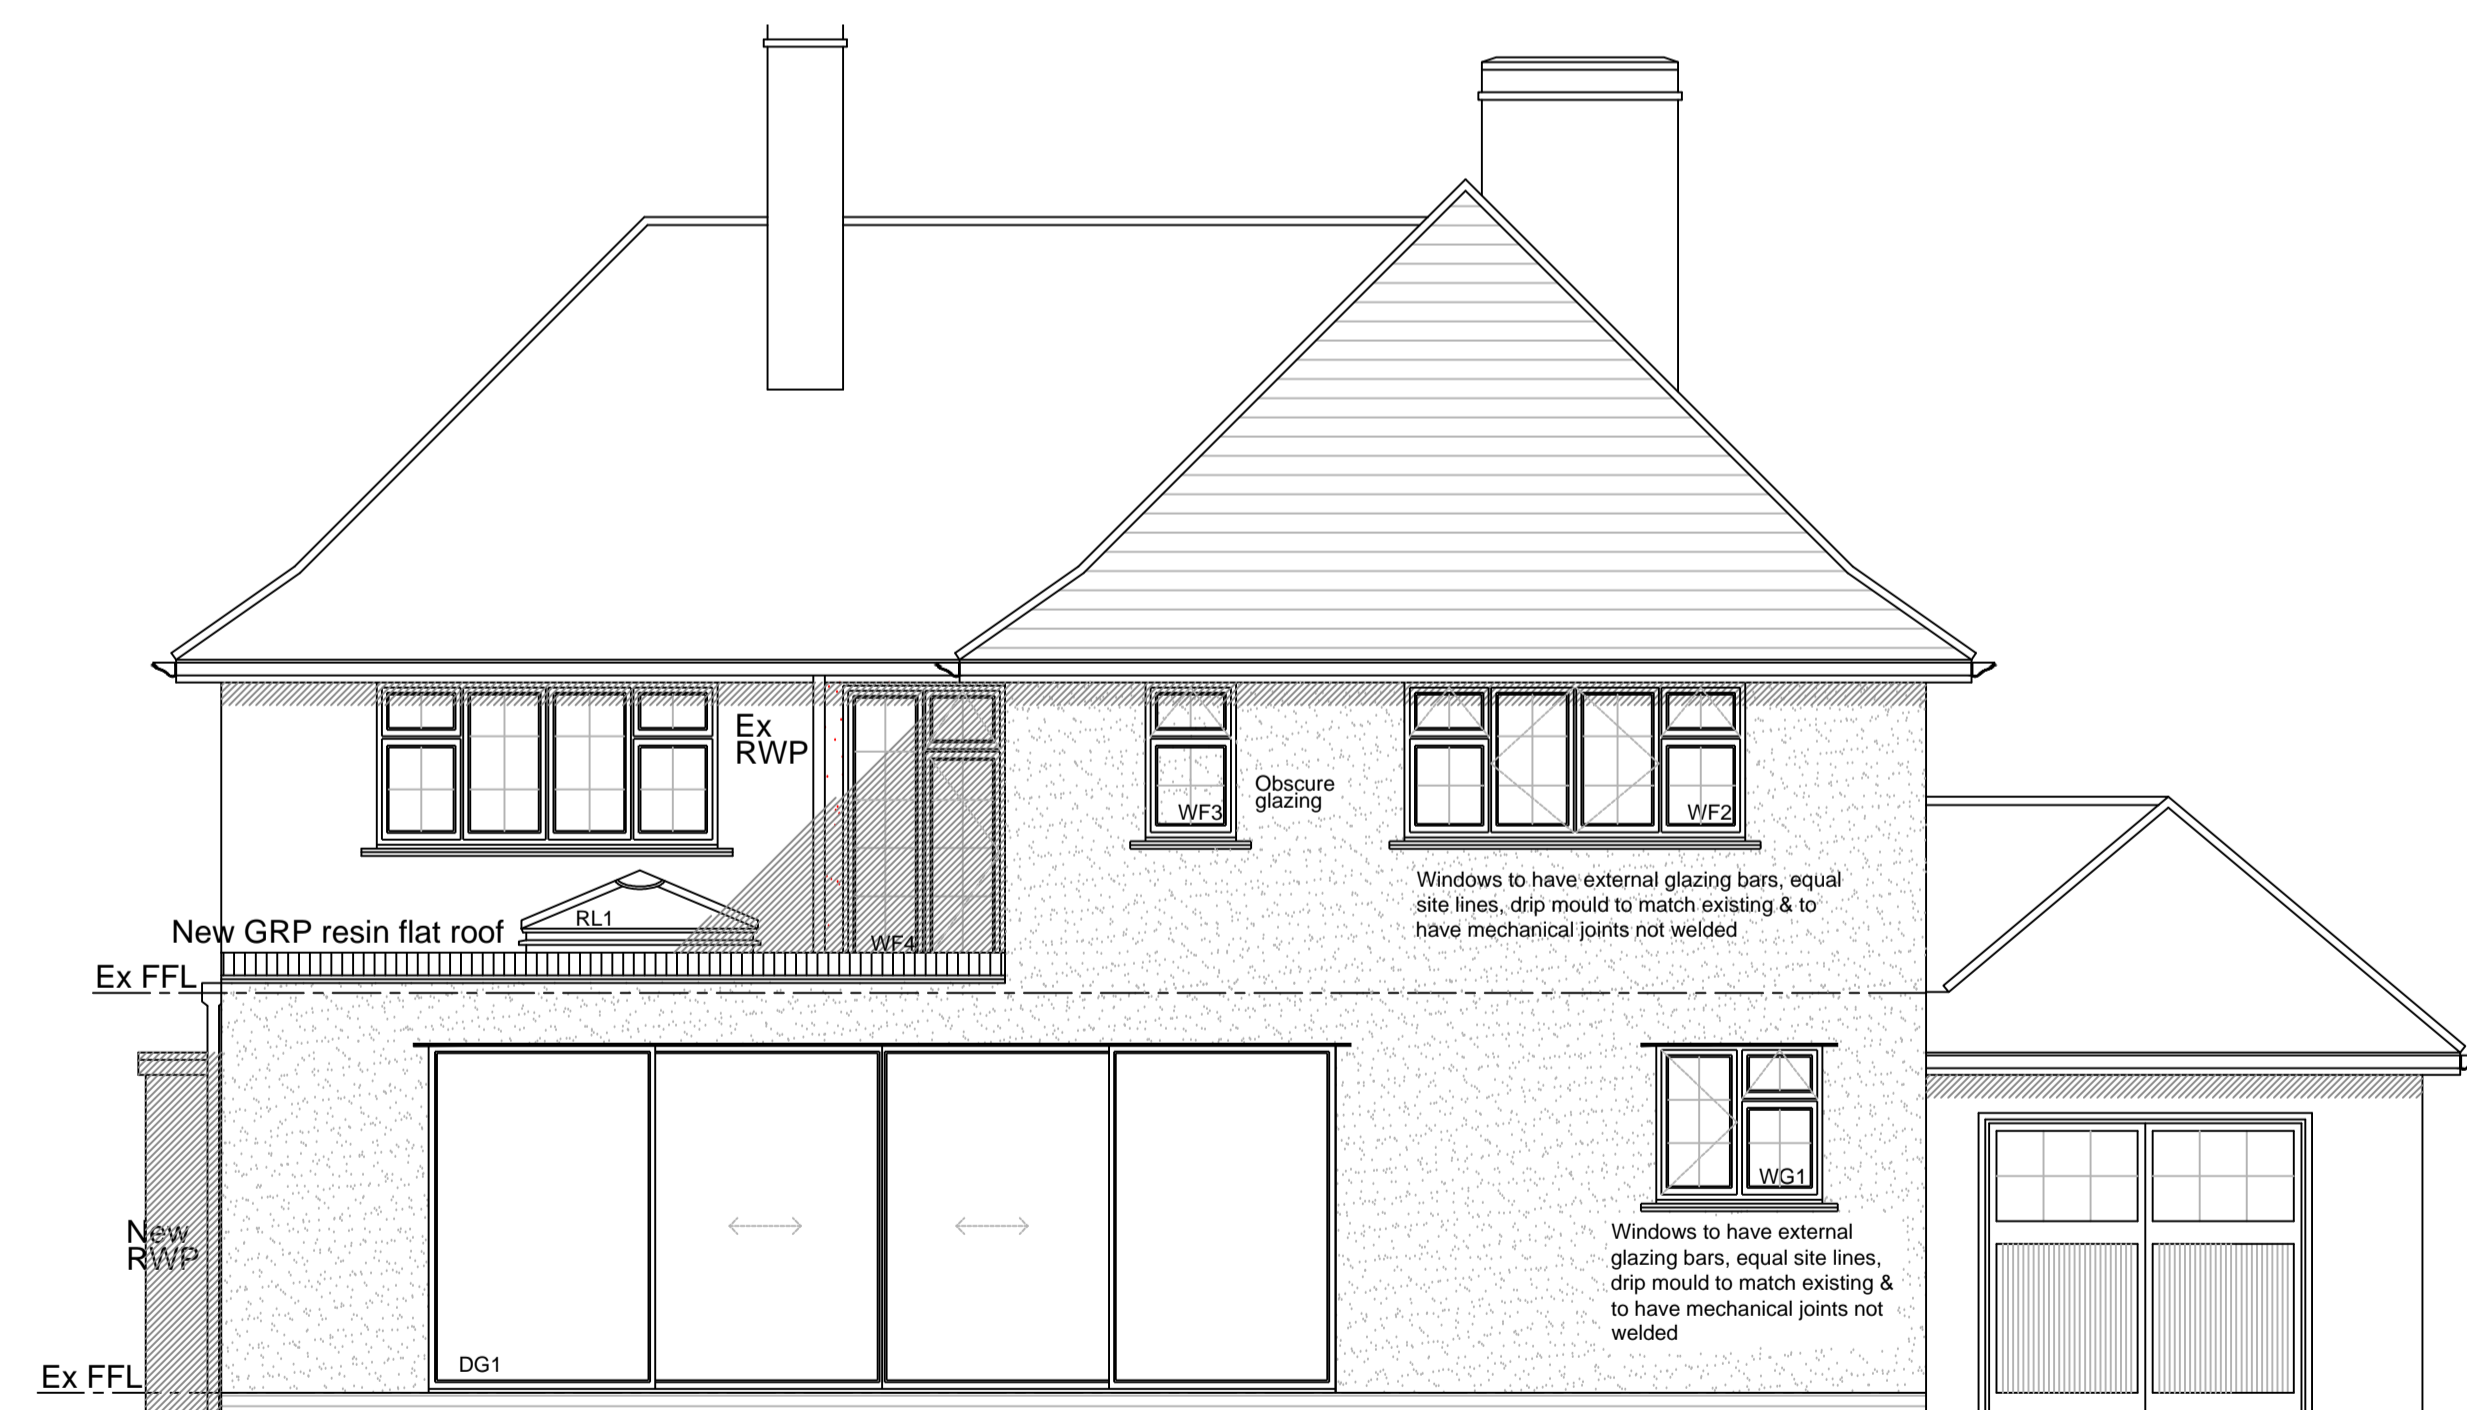 Ex
RWP
Obscure
glazing
WF3
WF2
Windows to have external glazing bars, equal
site lines, drip mould to match existing & to
have mechanical joints not welded
RL1
New GRP resin flat roof
WF4
Ex FFL
WG1
New
RWP
Windows to have external
glazing bars, equal site lines,
drip mould to match existing &
to have mechanical joints not
welded
DG1
Ex FFL